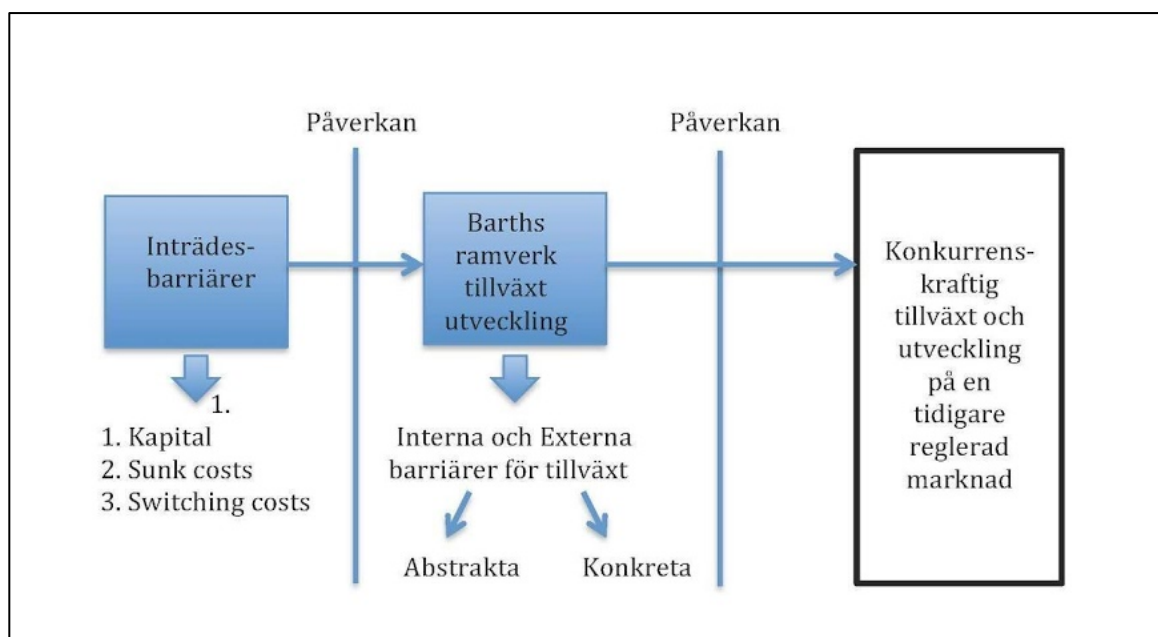 Påverkan
Påverkan
Inträdes-
barriärer
Barths
ramverk
tillväxt
utveckling
Konkurrens-
kraftig
tillväxt och
utveckling
på en
tidigare
reglerad
marknad
1.
1. Kapital
2. Sunk costs
3. Switching costs
Interna och Externa
barriärer för tillväxt
Abstrakta
Konkreta